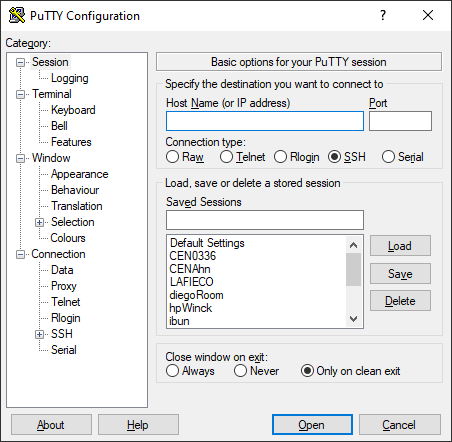 PuTTY Configuration
?
Category:
Session
Logging
Terminal
Keyboard
Bell
Features
Window
Appearance
Behaviour
Translation
Selection
Colours
Connection
Data
Proxy
Telnet
Rlogin
SSH
Serial
Basic options for your PuTTY session
Specify the destination you want to connect to
Host Name (or IP address) Port
Connection type:
Raw Telnet Rlogin SSH Serial
Load, save or delete a stored session
Saved Sessions
Default Settings
CEN0336
CENAhn
LAFIECO
diegoRoom
hpWinck
ibun
Load
Save
Delete
Close window on exit:
Always Never Only on clean exit
About Help Open Cancel